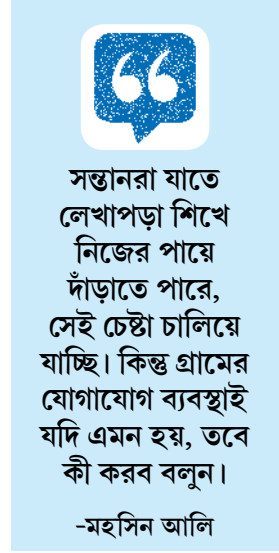 সন্তানরা যাতে
লেখাপড়া শিখে
নিজের পায়ে
দাঁড়াতে পারে,
সেই চেষ্টা চালিয়ে
যাচ্ছি। কিন্তু গ্রামের
যোগাযোগ ব্যবস্থাই
যদি এমন হয়, তবে
কী করব বলুন।
-মহসিন আলি